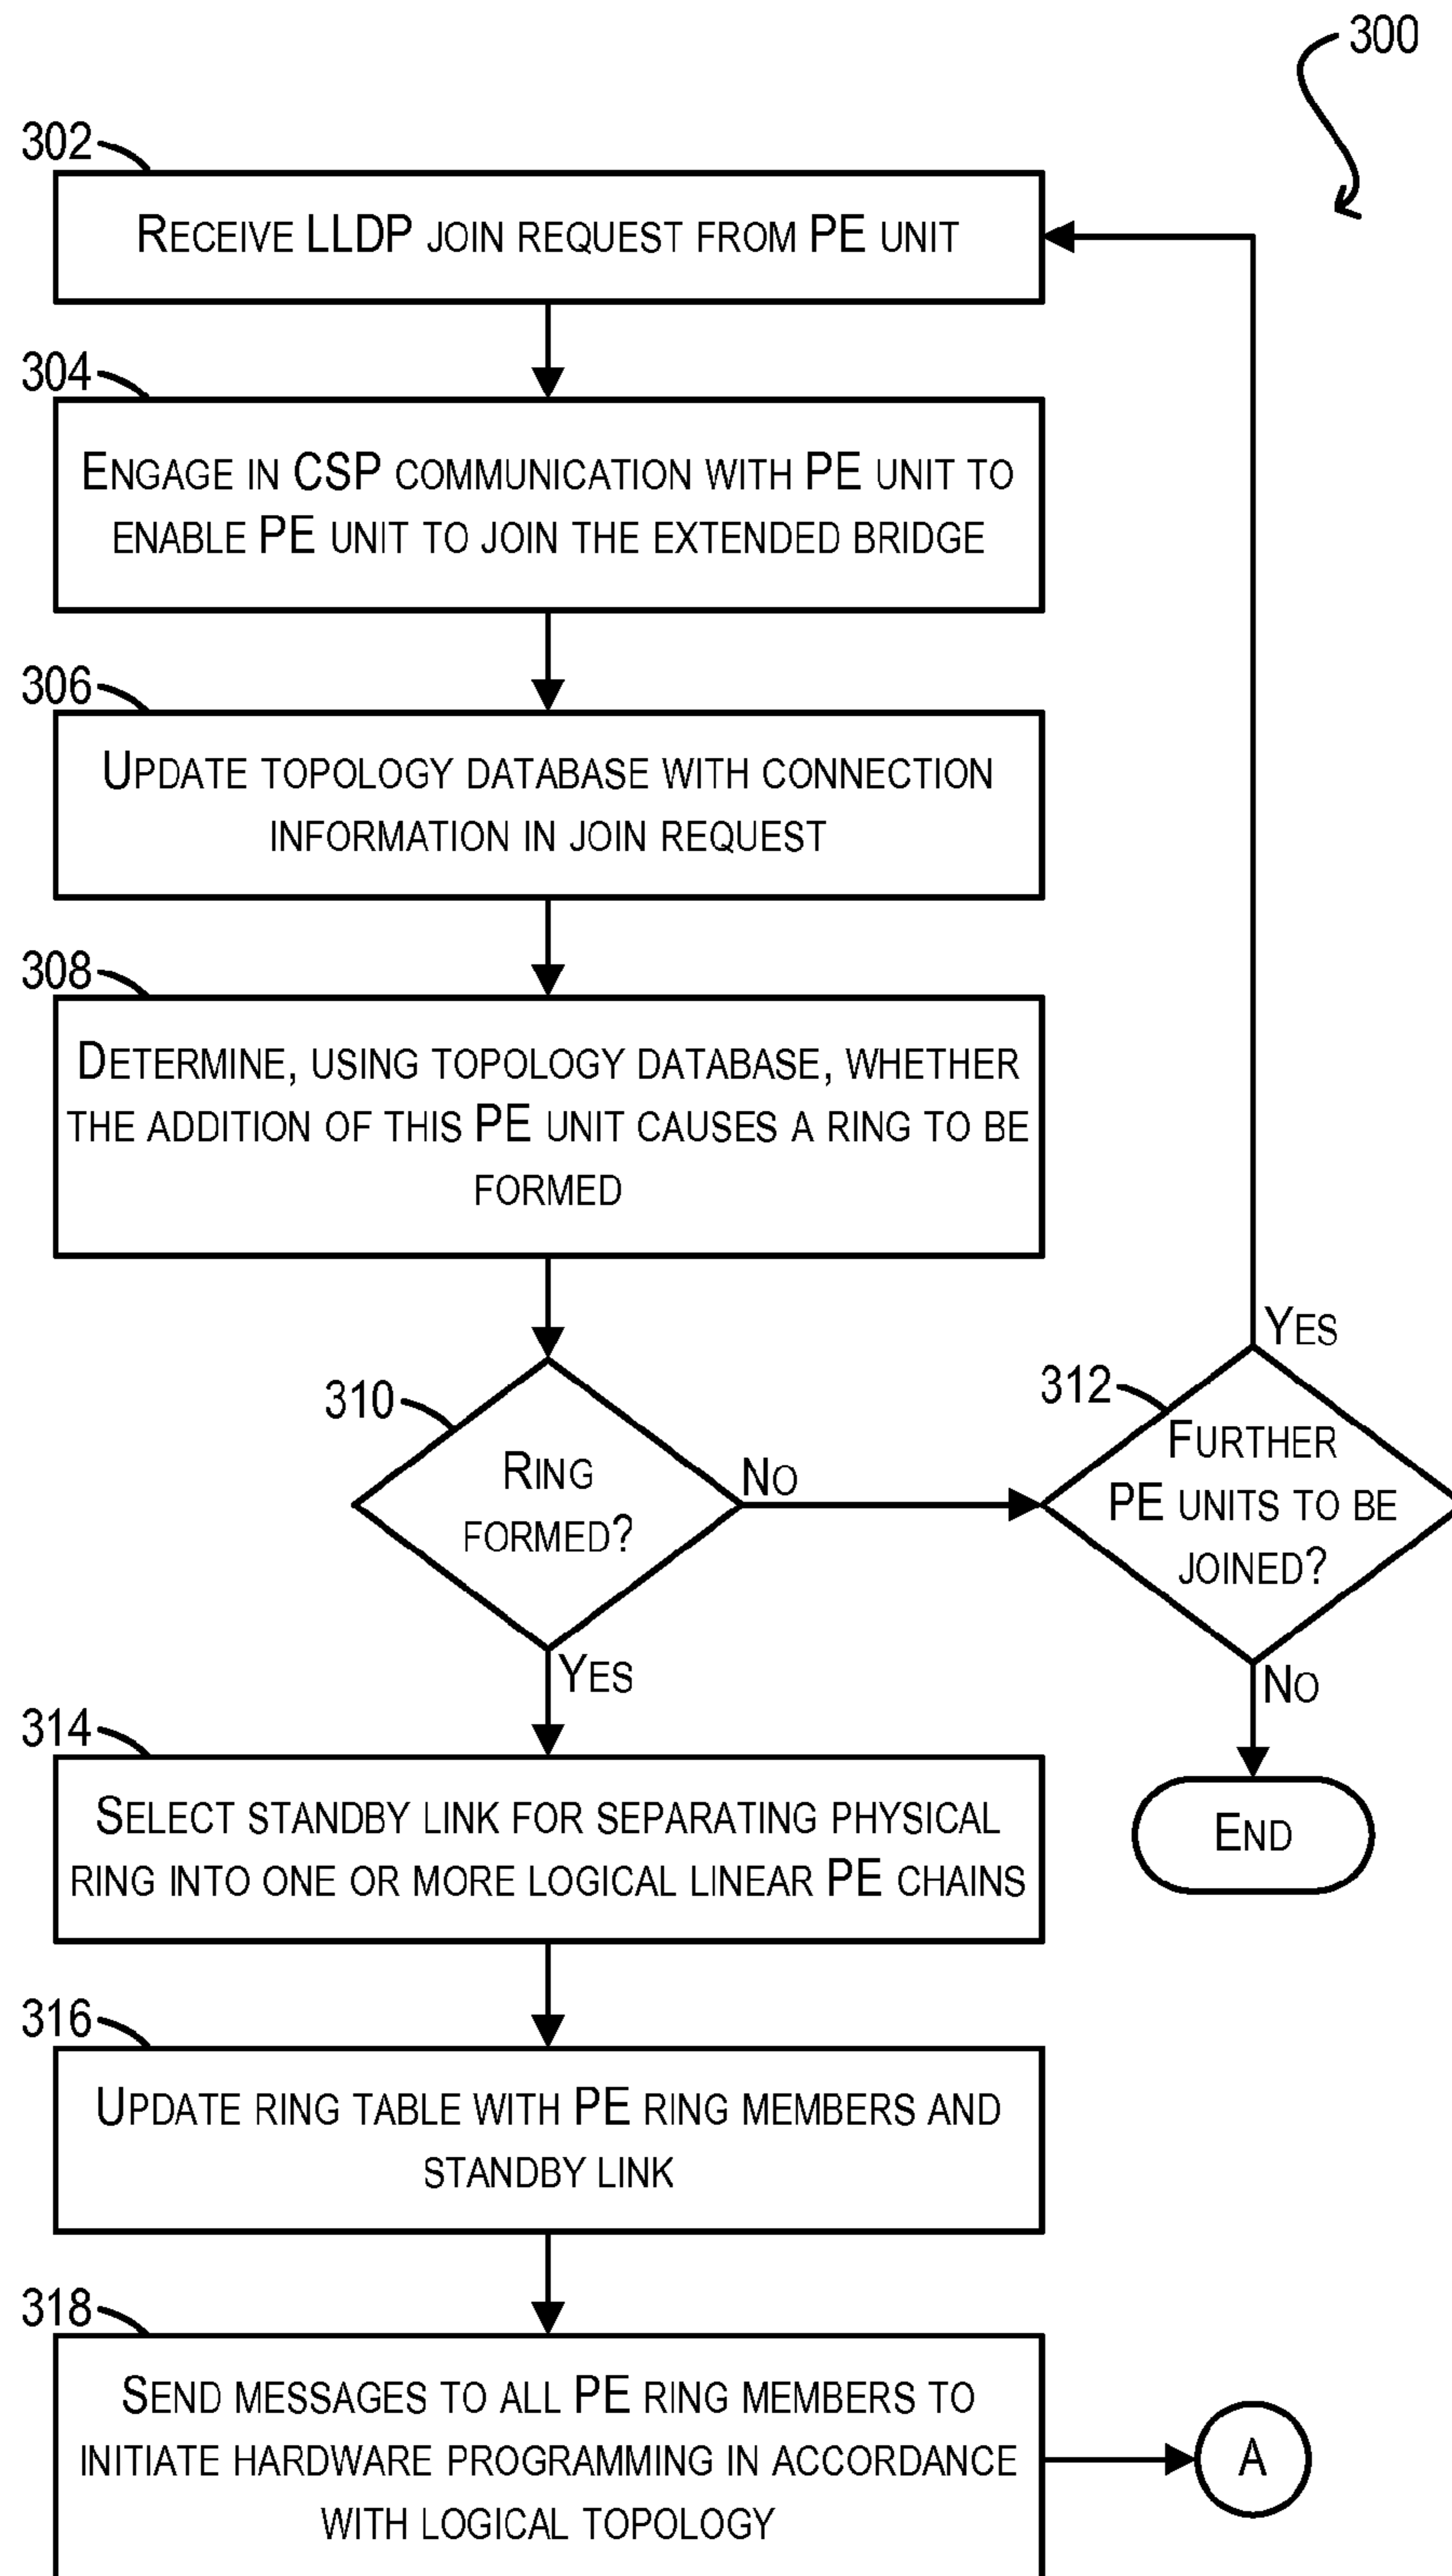 300
302
RECEIVE LLDP JOIN REQUEST FROM PE UNIT
304
ENGAGE IN CSP COMMUNICATION WITH PE UNIT TO
ENABLE PE UNIT TO JOIN THE EXTENDED BRIDGE
306
UPDATE TOPOLOGY DATABASE WITH CONNECTION
INFORMATION IN JOIN REQUEST
308
DETERMINE, USING TOPOLOGY DATABASE, WHETHER
THE ADDITION OF THIS PE UNIT CAUSES A RING TO BE
FORMED
310
RING
FORMED?
NO
YES
312
FURTHER
PE UNITS TO BE
JOINED?
YES
NO
END
314
SELECT STANDBY LINK FOR SEPARATING PHYSICAL
RING INTO ONE OR MORE LOGICAL LINEAR PE CHAINS
316
UPDATE RING TABLE WITH PE RING MEMBERS AND
STANDBY LINK
318
SEND MESSAGES TO ALL PE RING MEMBERS TO
INITIATE HARDWARE PROGRAMMING IN ACCORDANCE
WITH LOGICAL TOPOLOGY
A